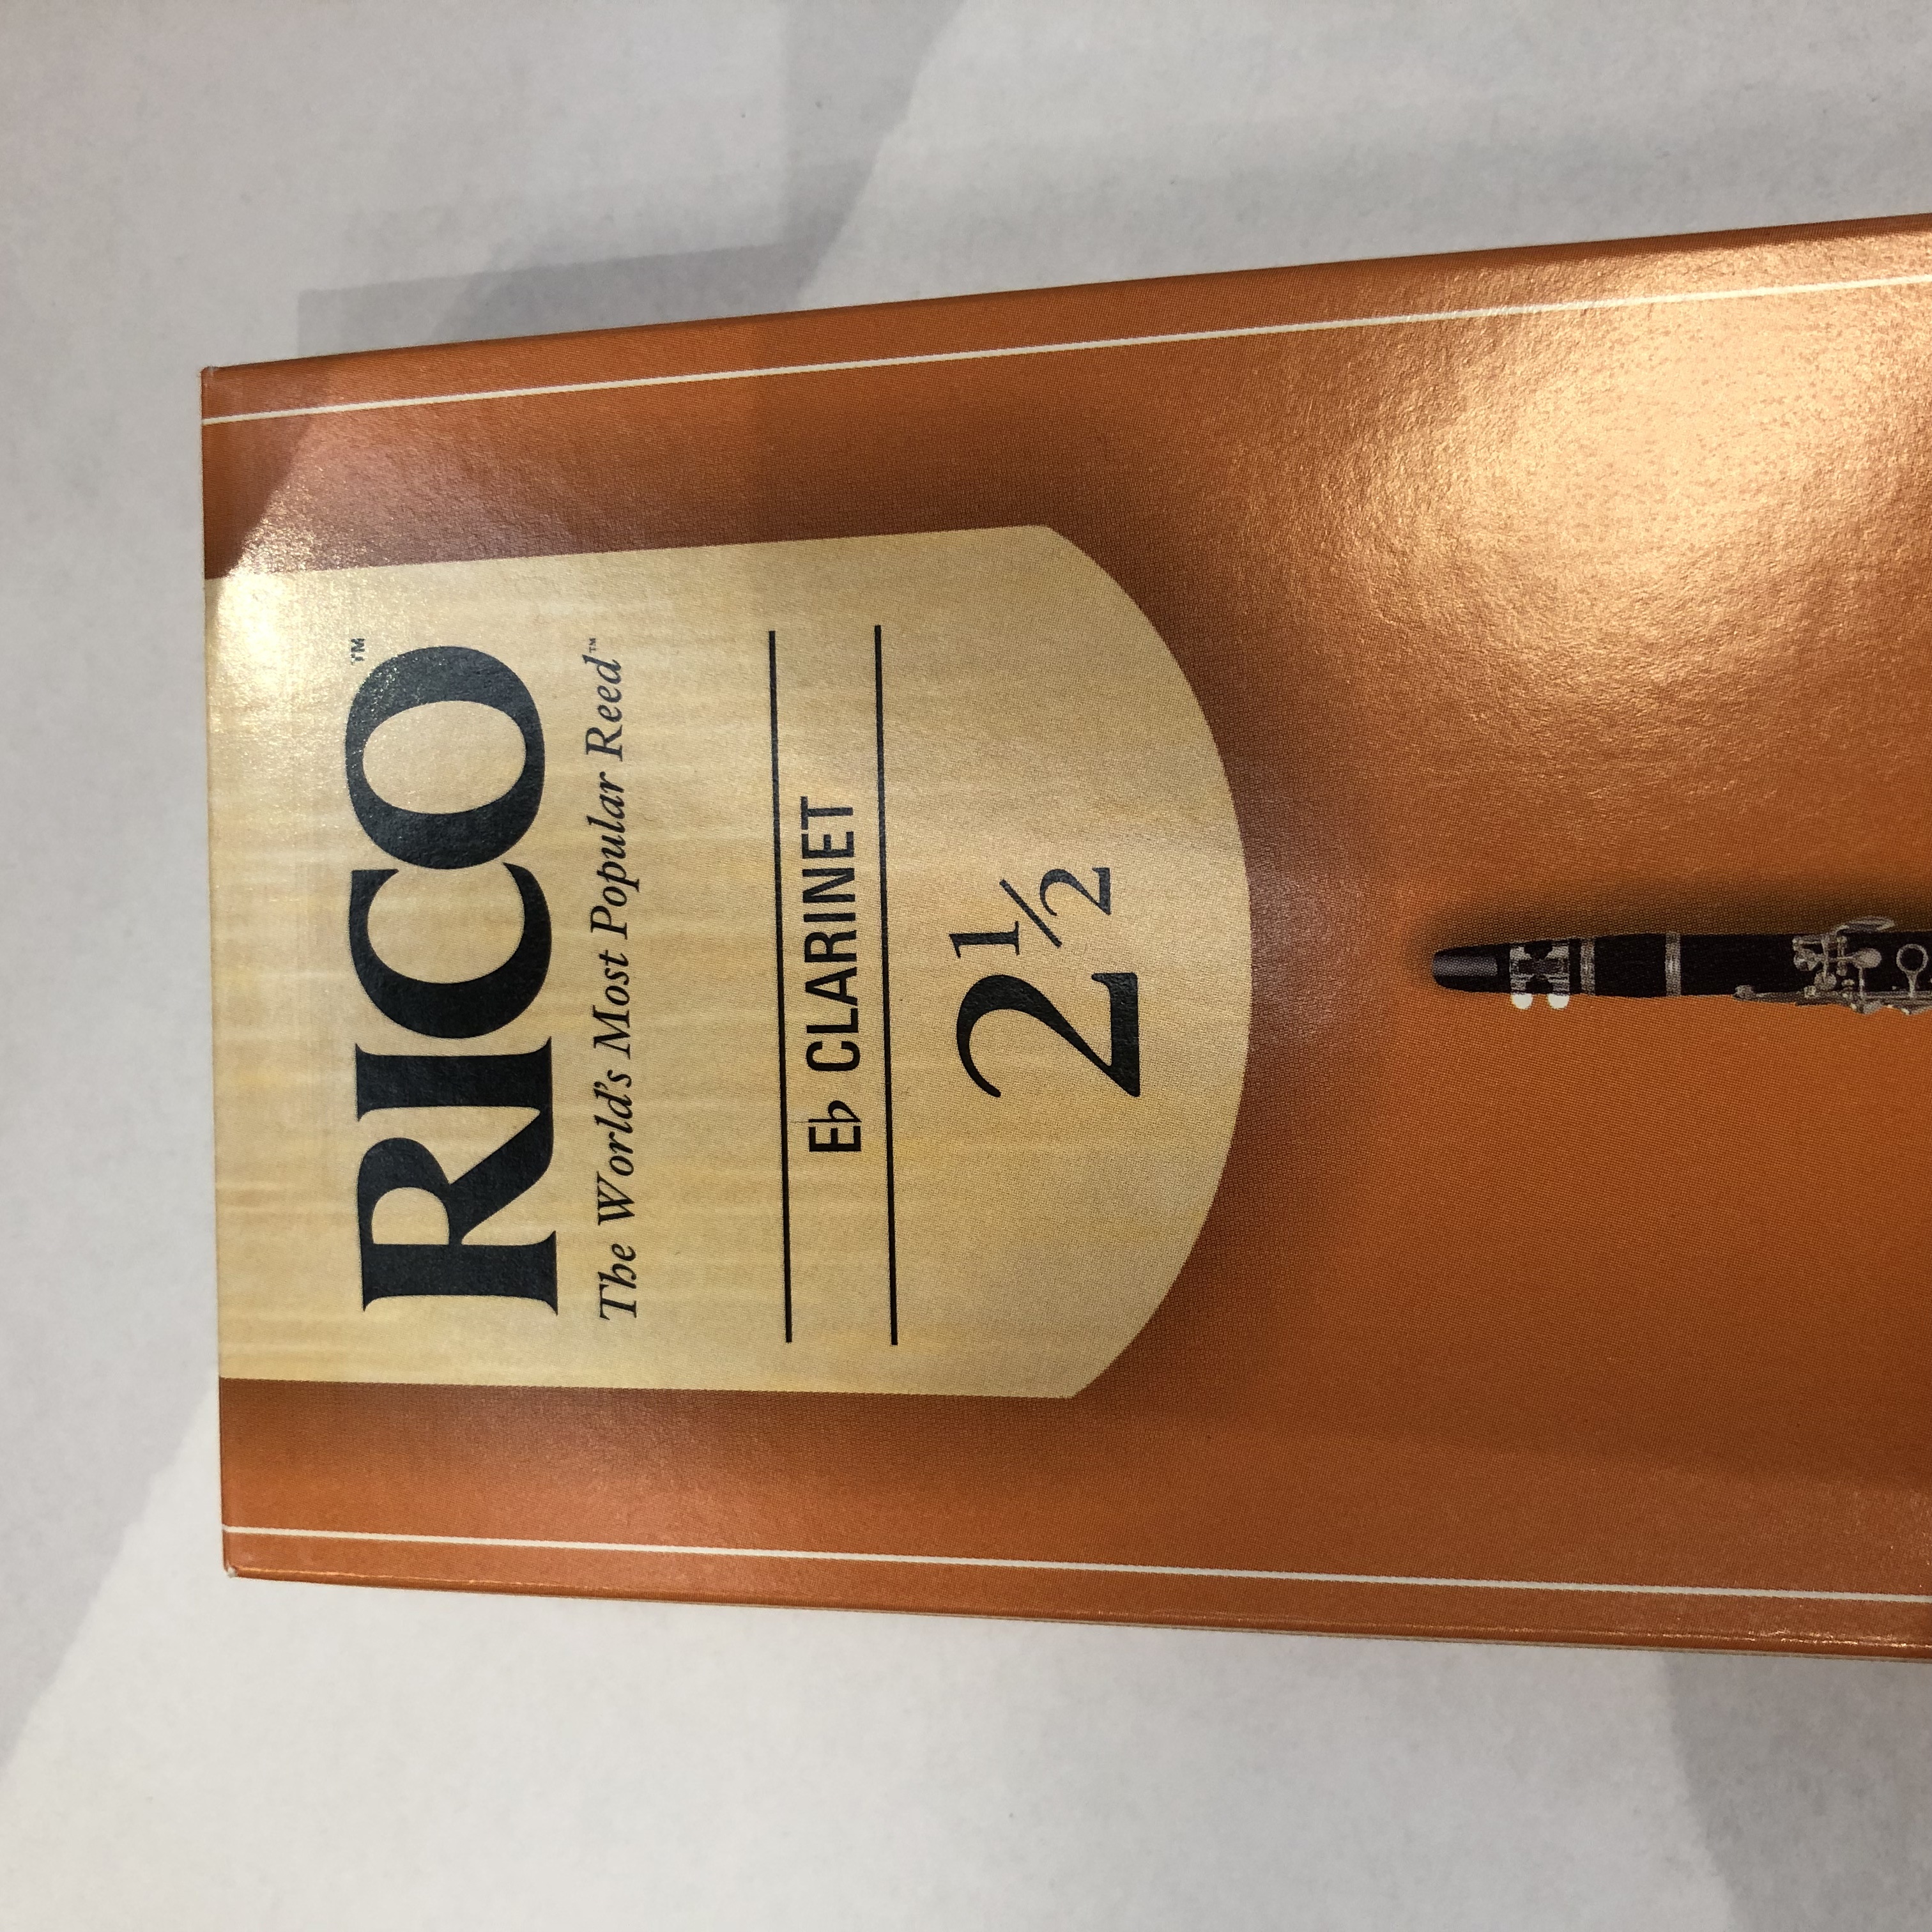 RICO™
The World's Most Popular Reed™
E♭ CLARINET
2½